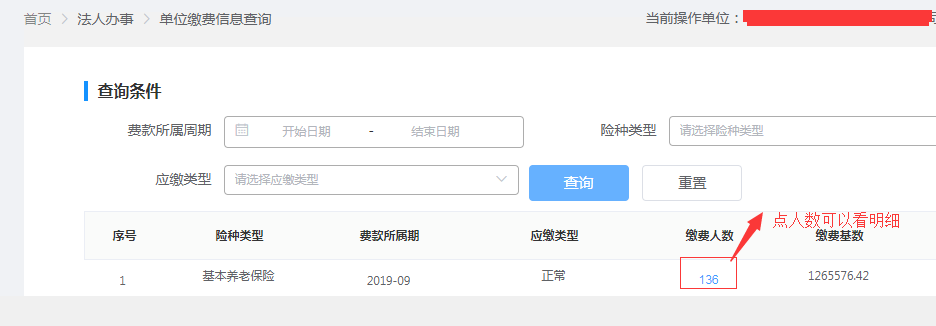 首页 > 法人办事 > 单位缴费信息查询 当前操作单位：
查询条件
费款所属周期 开始日期 - 结束日期 险种类型 请选择险种类型
应缴类型 请选择应缴类型 查询 重置
点人数可以看明细
序号 险种类型 费款所属期 应缴类型 缴费人数 缴费基数
1 基本养老保险 2019-09 正常 136 1265576.42